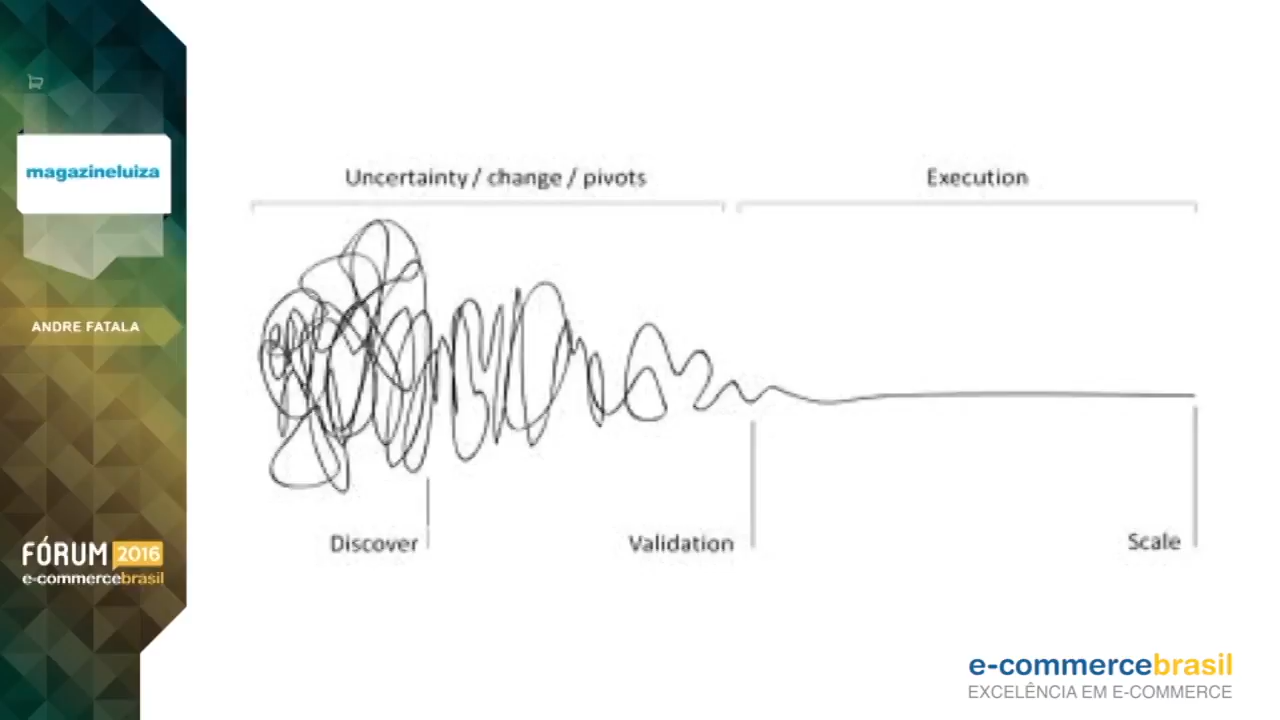 magazineluiza
ANDRE FATALA
FÓRUM 2016
e-commercebrasil
Uncertainty / change / pivots
Execution
Discover
Validation
Scale
e-commercebrasil
EXCELÊNCIA EM E-COMMERCE